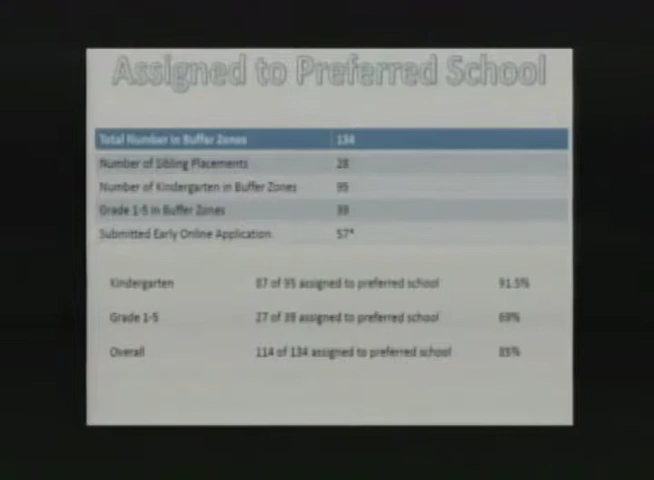 Assigned to Preferred School
Total Number in Buffer Zones 134
Number of Sibling Placements 28
Number of Kindergarten in Buffer Zones 95
Grade 1-5 in Buffer Zones 39
Submitted Early Online Application 57*
Kindergarten 87 of 95 assigned to preferred school 91.5%
Grade 1-5 27 of 39 assigned to preferred school 69%
Overall 114 of 134 assigned to preferred school 85%